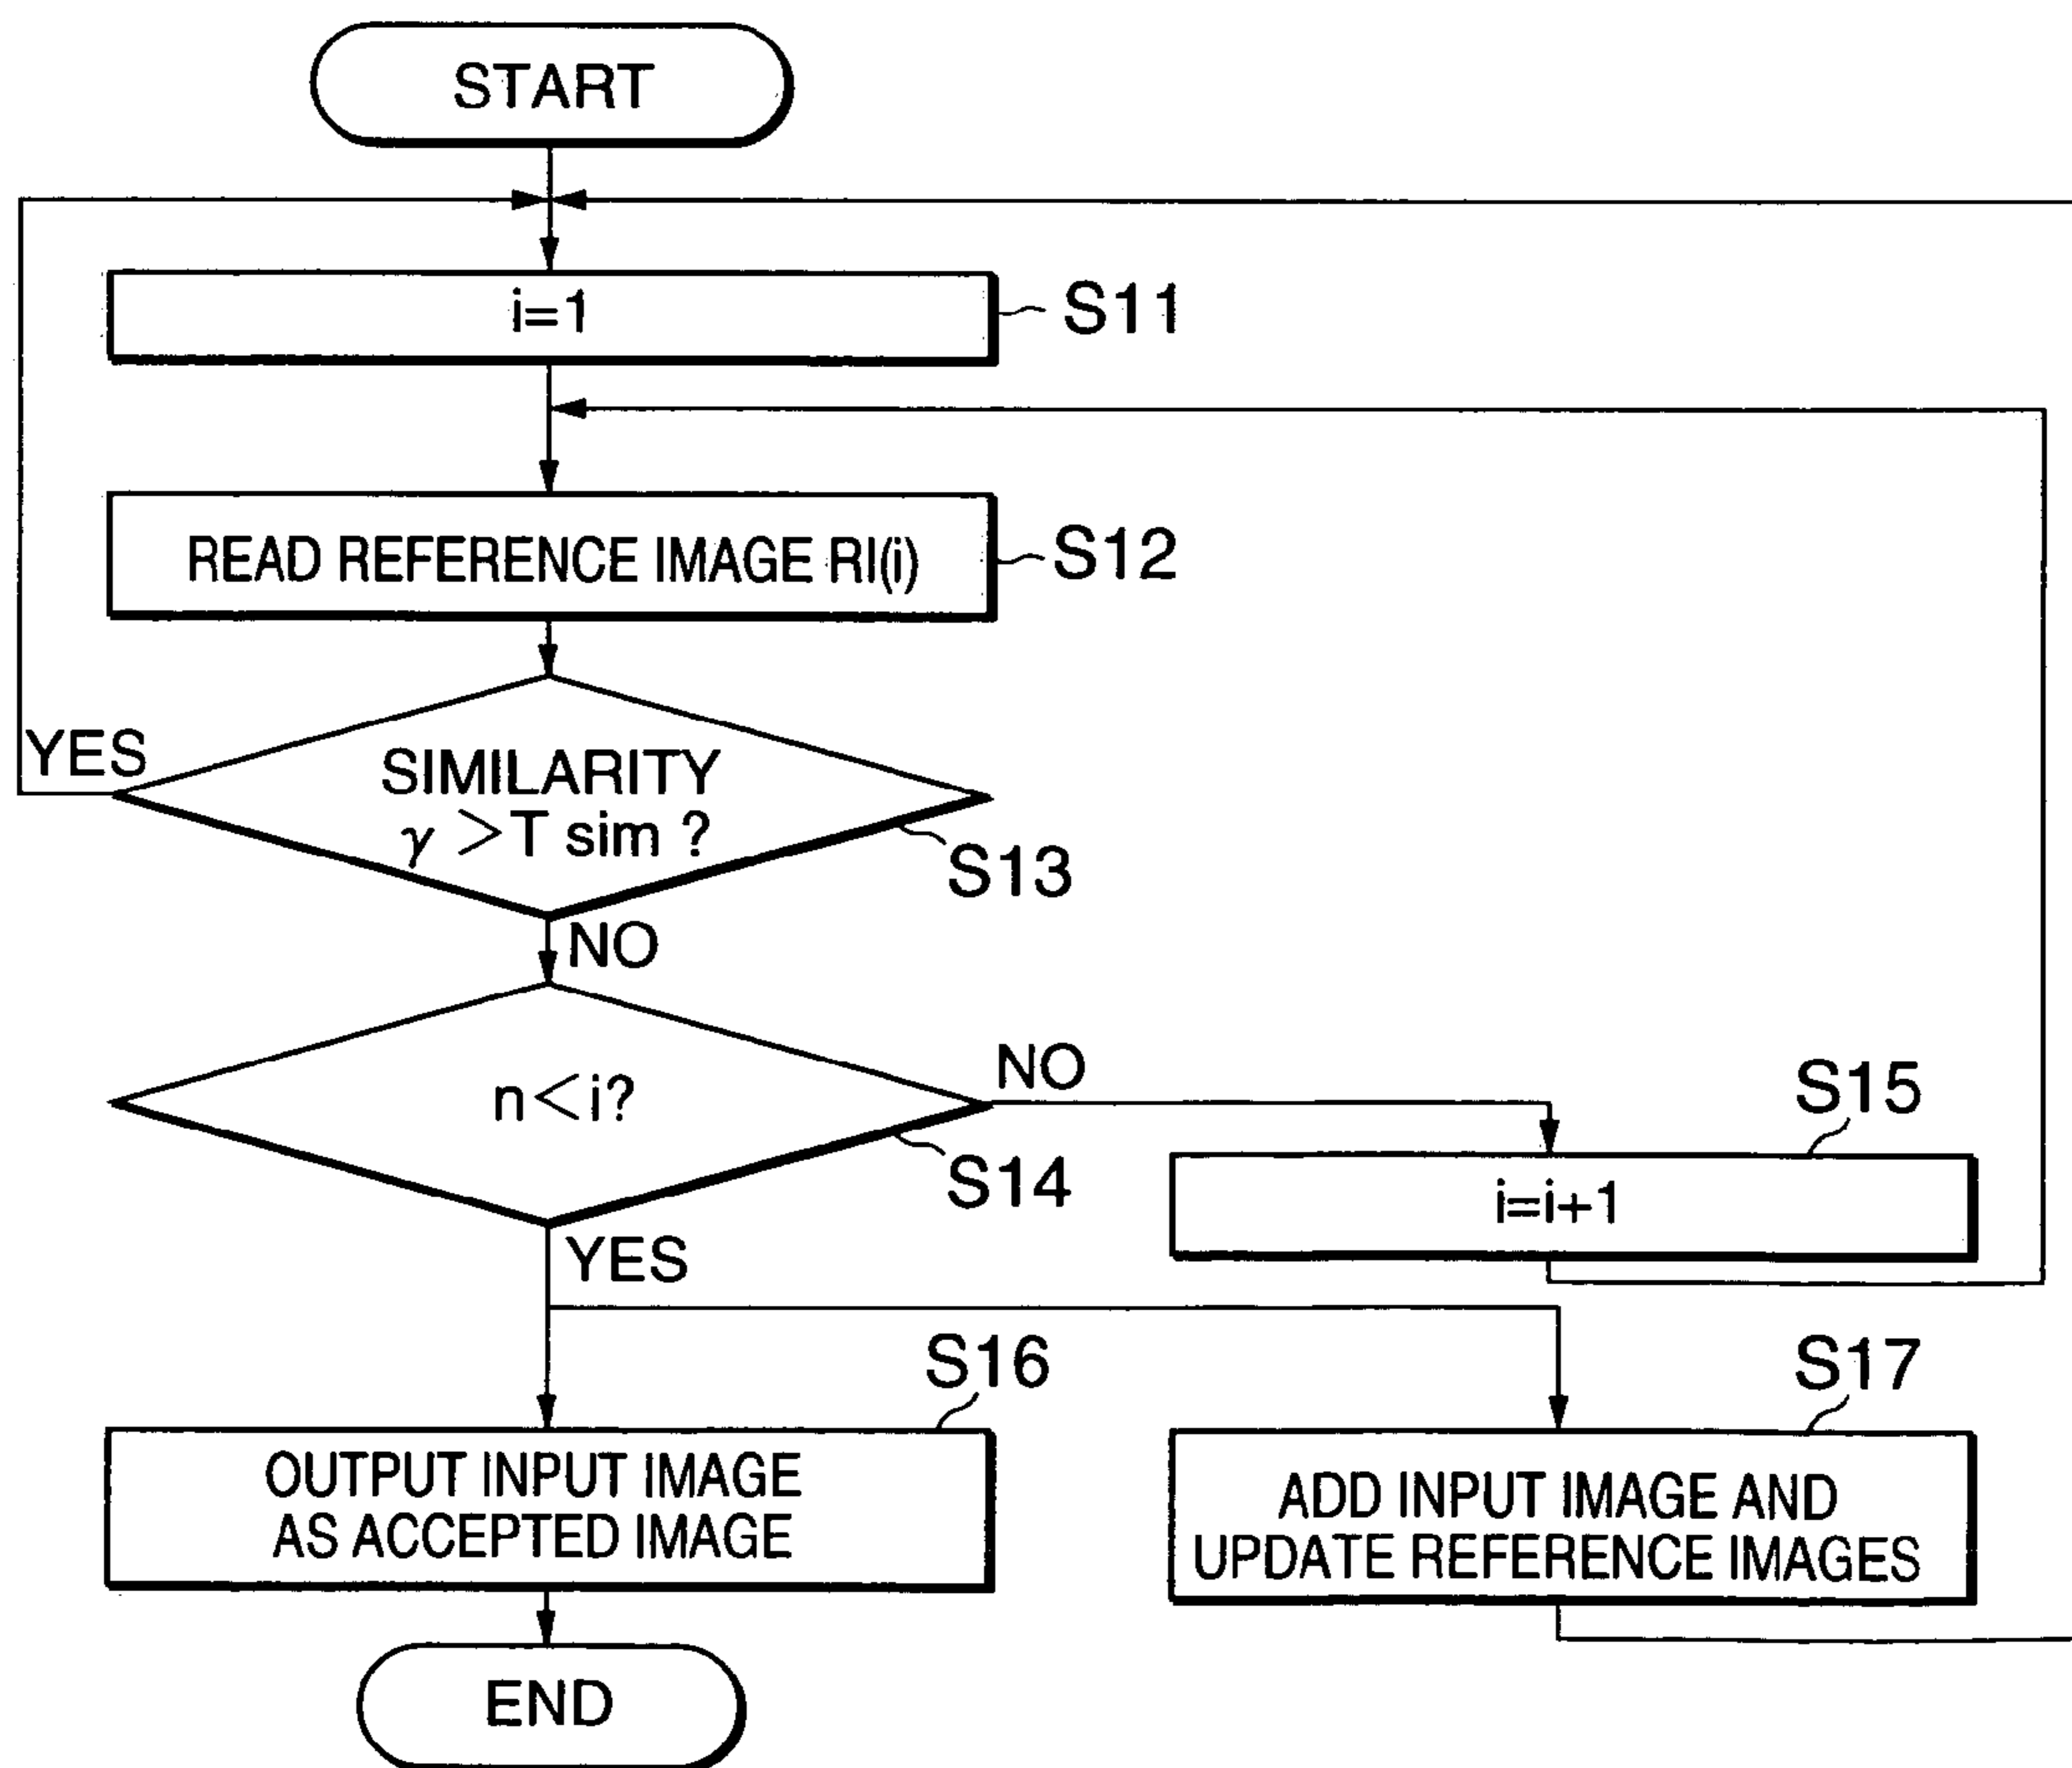 START
i=1
S11
READ REFERENCE IMAGE RI(i)
S12
YES
SIMILARITY
γ >T sim ?
S13
NO
n<i?
NO
S14
S15
i=i+1
YES
S16
OUTPUT INPUT IMAGE
AS ACCEPTED IMAGE
S17
ADD INPUT IMAGE AND
UPDATE REFERENCE IMAGES
END